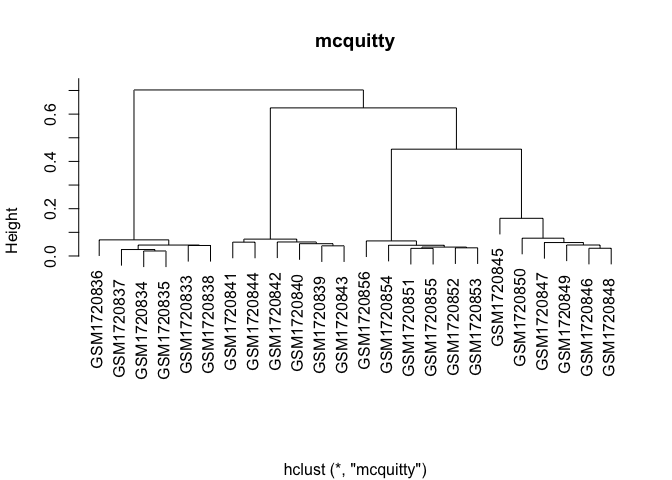 mcquitty
Height
0.0
0.2
0.4
0.6
GSM1720836
GSM1720837
GSM1720834
GSM1720835
GSM1720833
GSM1720838
GSM1720841
GSM1720844
GSM1720842
GSM1720840
GSM1720839
GSM1720843
GSM1720856
GSM1720854
GSM1720851
GSM1720855
GSM1720852
GSM1720853
GSM1720845
GSM1720850
GSM1720847
GSM1720849
GSM1720846
GSM1720848
hclust (*, "mcquitty")